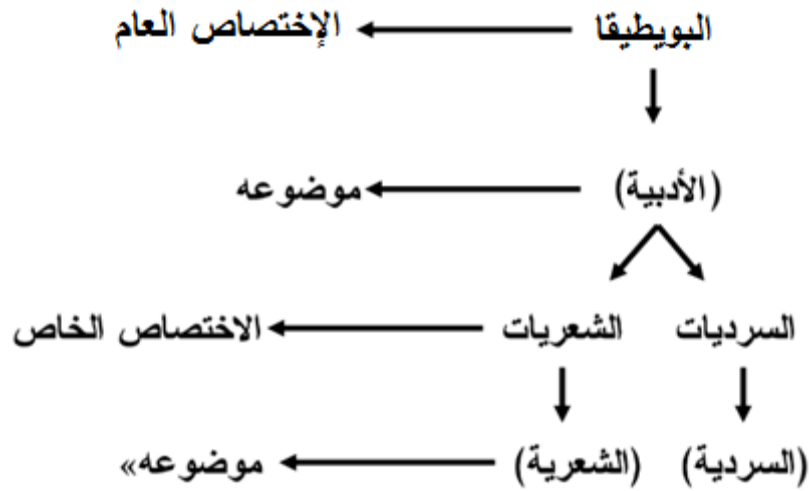 البويطيقا الإختصاص العام
(الأدبية) موضوعه
السرديات الشعريات الاختصاص الخاص
(السردية) (الشعرية) موضوعه»